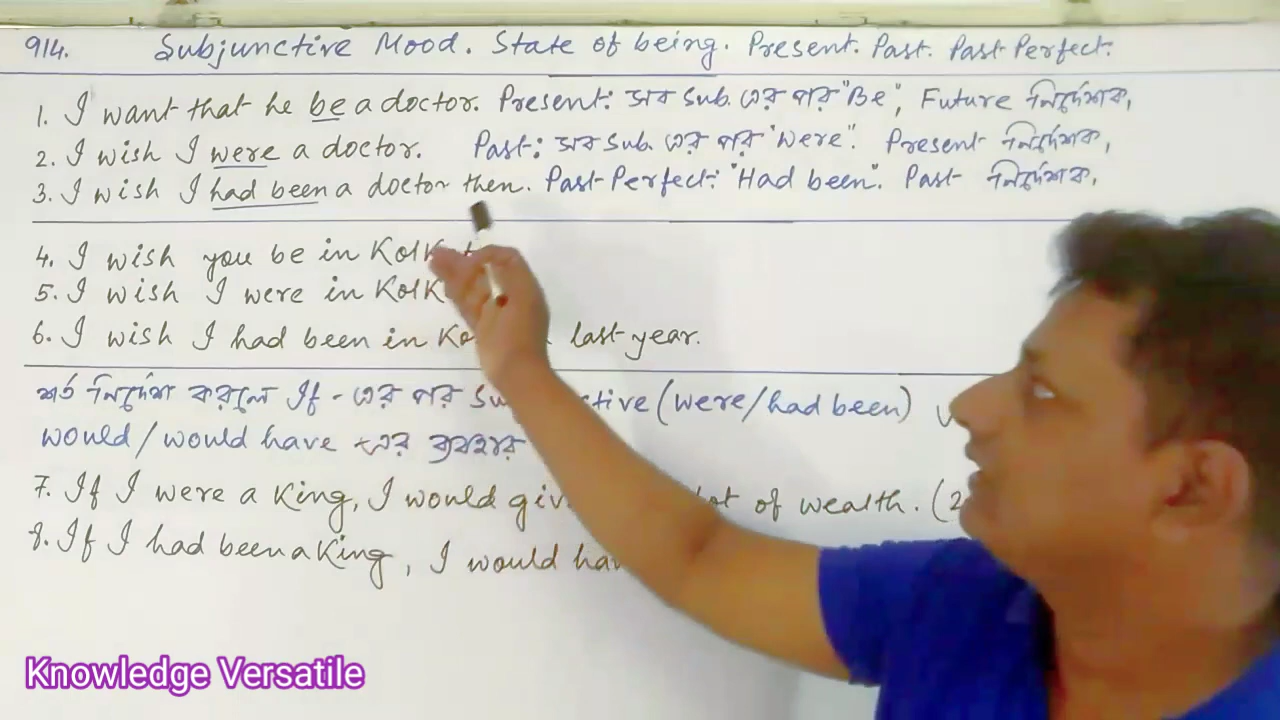 914. Subjunctive Mood. State of being. Present. Past. Past Perfect.
1. I want that he be a doctor. Present: সব Sub. এর পর "Be", Future নির্দেশক,
2. I wish I were a doctor. Past: সব Sub. এর পর "Were". Present নির্দেশক,
3. I wish I had been a doctor then. Past Perfect: "Had been". Past নির্দেশক,
4. I wish you be in
5. I wish I were in
6. I wish I had been in last year.
শর্ত নির্দেশ করলে If - এর পর (were/had been)
would/would have এর ব্যবহার
7. If I were a King, I would lot of wealth. (2
8. If I had been a King, I would
Knowledge Versatile